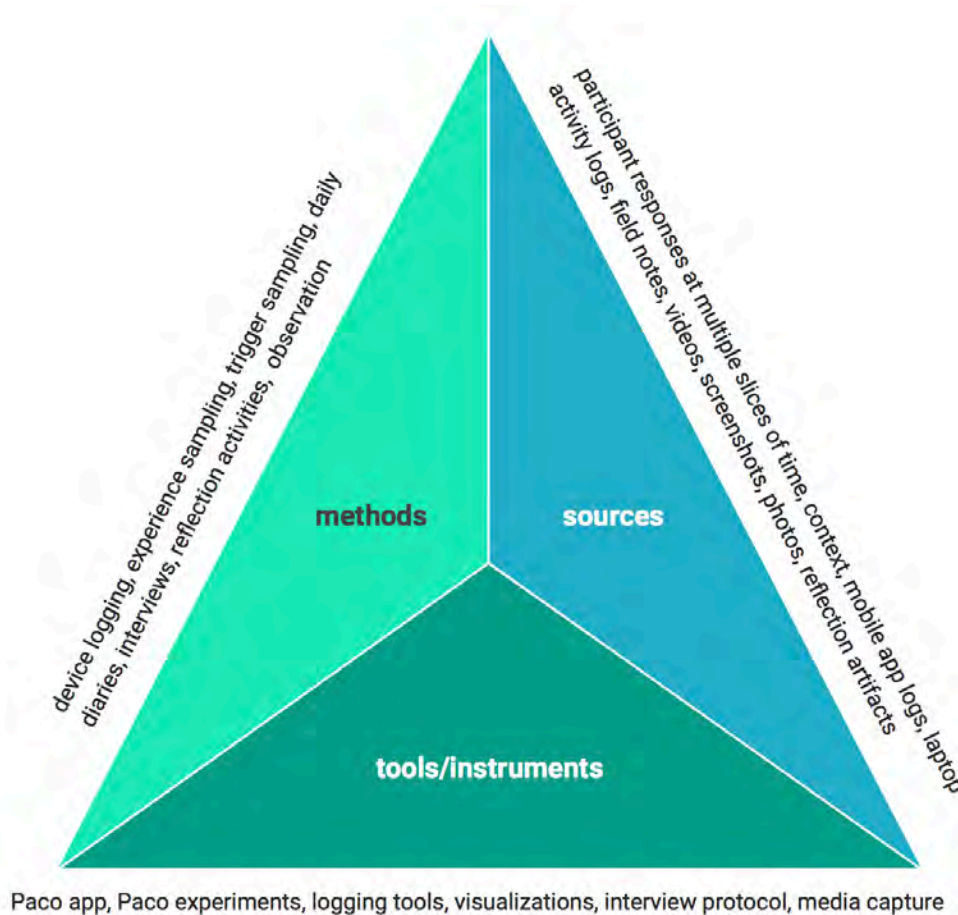 device logging, experience sampling, trigger sampling, daily
diaries, interviews, reflection activities, observation
participant responses at multiple slices of time, context, mobile app logs, laptop
activity logs, field notes, videos, screenshots, photos, reflection artifacts
methods
sources
tools/instruments
Paco app, Paco experiments, logging tools, visualizations, interview protocol, media capture